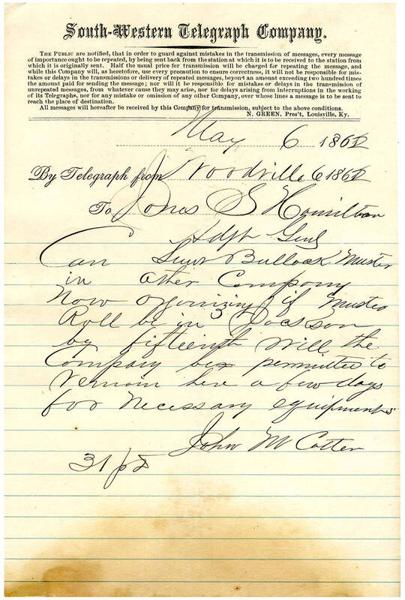 South-Western Telegraph Company.
The Public are notified, that in order to guard against mistakes in the transmission of messages, every message
of importance ought to be repeated, by being sent back from the station at which it is to be received to the station from
which it is originally sent. Half the usual price for transmission will be charged for repeating the message, and
while this Company will, as heretofore, use every precaution to ensure correctness, it will not be responsible for mis-
takes or delays in the transmission or delivery of repeated messages, beyond an amount exceeding two hundred times
the amount paid for sending the message; nor will it be responsible for mistakes or delays in the transmission of
unrepeated messages, from whatever cause they may arise, nor for delays arising from interruptions in the working
of its Telegraphs, nor for any mistake or omission of any other Company, over whose lines a message is to be sent to
reach the place of destination.
All messages will hereafter be received by this Company for transmission, subject to the above conditions.
N. GREEN, Pres't, Louisville, Ky.
May 6 1862
By Telegraph from Woodville 6 1862
To Jones S Hamilton
Adjt Genl
Can Lieut Bullock Muster
in other Company
Now organizing if muster
Roll be in Jackson
by fifteenth will the
Company be permitted to
remain here a few days
for necessary equipments
John McCotter